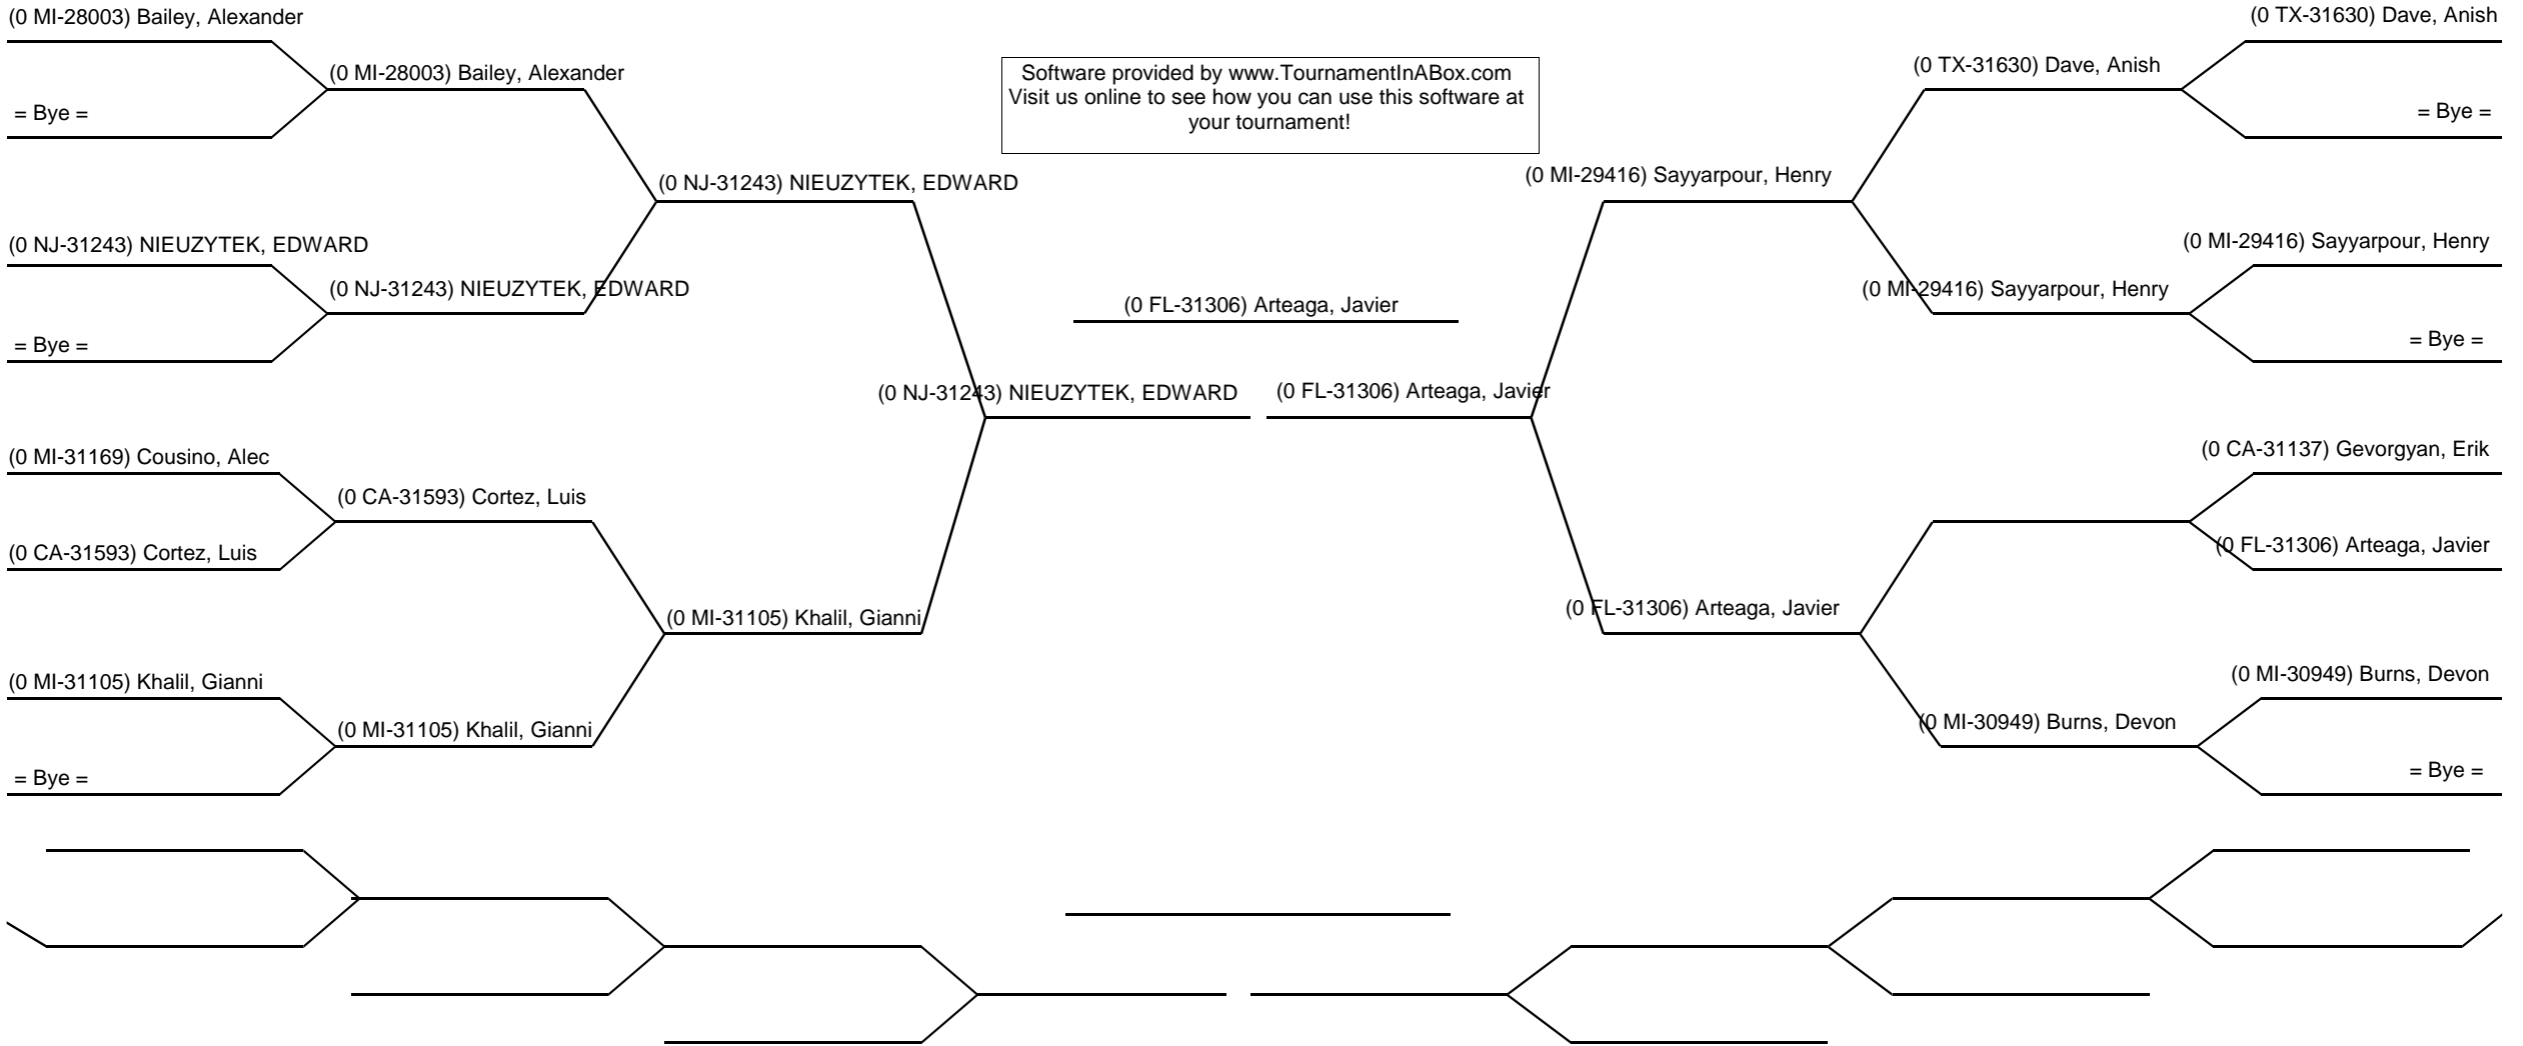 (0 MI-28003) Bailey, Alexander
(0 MI-28003) Bailey, Alexander
= Bye =
(0 NJ-31243) NIEUZYTEK, EDWARD
(0 NJ-31243) NIEUZYTEK, EDWARD
(0 NJ-31243) NIEUZYTEK, EDWARD
= Bye =
(0 NJ-31243) NIEUZYTEK, EDWARD
(0 MI-31169) Cousino, Alec
(0 CA-31593) Cortez, Luis
(0 CA-31593) Cortez, Luis
(0 MI-31105) Khalil, Gianni
(0 MI-31105) Khalil, Gianni
(0 MI-31105) Khalil, Gianni
= Bye =
Software provided by www.TournamentInABox.com
Visit us online to see how you can use this software at
your tournament!
(0 FL-31306) Arteaga, Javier
(0 FL-31306) Arteaga, Javier
(0 TX-31630) Dave, Anish
(0 TX-31630) Dave, Anish
= Bye =
(0 MI-29416) Sayyarpour, Henry
(0 MI-29416) Sayyarpour, Henry
(0 MI-29416) Sayyarpour, Henry
= Bye =
(0 CA-31137) Gevorgyan, Erik
(0 FL-31306) Arteaga, Javier
(0 FL-31306) Arteaga, Javier
(0 MI-30949) Burns, Devon
(0 MI-30949) Burns, Devon
= Bye =